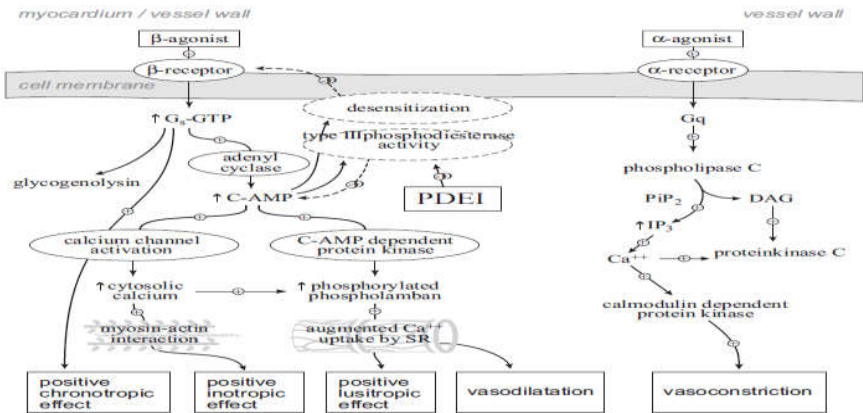 myocardium / vessel wall
vessel wall
β-agonist
α-agonist
β-receptor
α-receptor
cell membrane
desensitization
↑ Gs-GTP
Gq
type III phosphodiesterase
activity
adenyl
cyclase
phospholipase C
glycogenolysin
↑ C-AMP
PDEI
PiP2
DAG
↑ IP3
calcium channel
activation
C-AMP dependent
protein kinase
Ca++
proteinkinase C
↑ cytosolic
calcium
↑ phosphorylated
phospholamban
calmodulin dependent
protein kinase
myosin-actin
interaction
augmented Ca++
uptake by SR
positive
chronotropic
effect
positive
inotropic
effect
positive
lusitropic
effect
vasodilatation
vasoconstriction